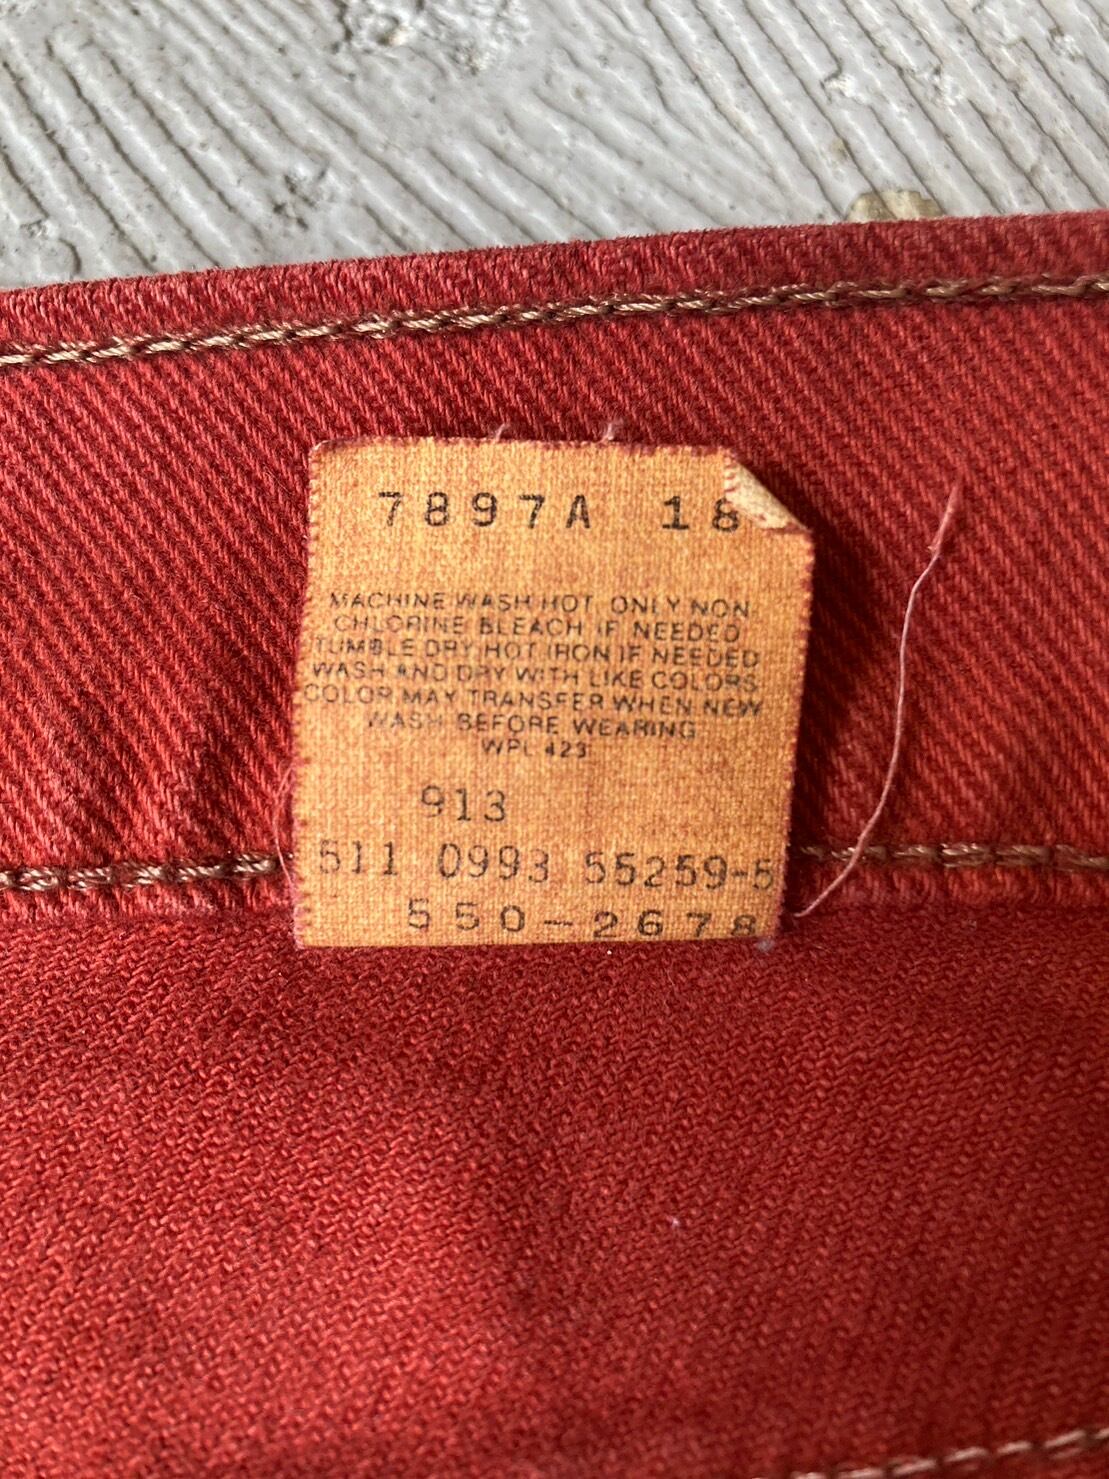 7897A 18
MACHINE WASH HOT ONLY NON
CHLORINE BLEACH IF NEEDED
TUMBLE DRY HOT IRON IF NEEDED
WASH AND DRY WITH LIKE COLORS
COLOR MAY TRANSFER WHEN NEW
WASH BEFORE WEARING
WPL 423
913
511 0993 55259-5
550-2678